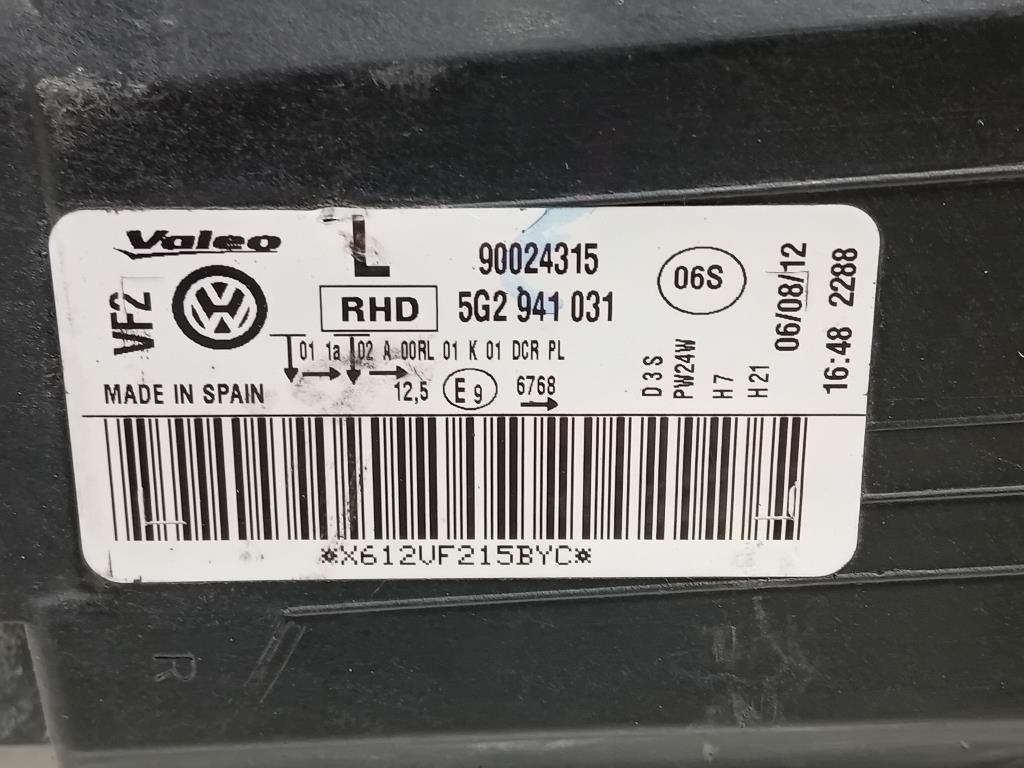 Valeo L 90024315
VF2 RHD 5G2 941 031
06S
01 1a 02 A 00RL 01 K 01 DCR PL
MADE IN SPAIN 12,5 E9 6768
D3S
PW24W
H7
H21
06/08/12
16:48 2288
*X612VF215BYC*
R